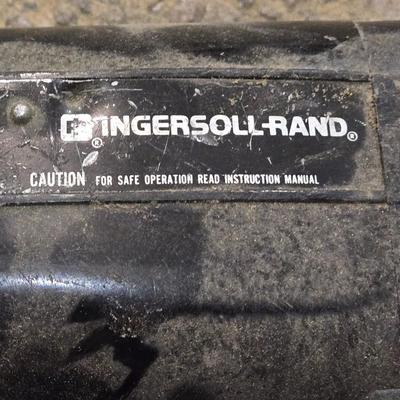 INGERSOLL-RAND®
®
CAUTION FOR SAFE OPERATION READ INSTRUCTION MANUAL